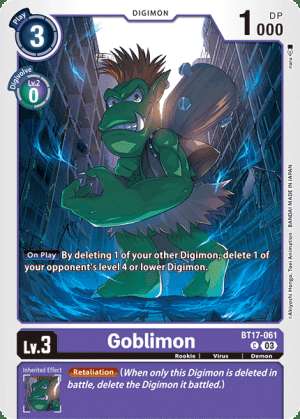 DIGIMON
Play
3
DP
1000
Digivolve
Lv.2
0
On Play By deleting 1 of your other Digimon, delete 1 of
your opponent's level 4 or lower Digimon.
©Akiyoshi Hongo, Toei Animation BANDAI MADE IN JAPAN
BT17-061
Lv.3 Goblimon C 03
Rookie Virus Demon
Inherited Effect
Retaliation (When only this Digimon is deleted in
battle, delete the Digimon it battled.)